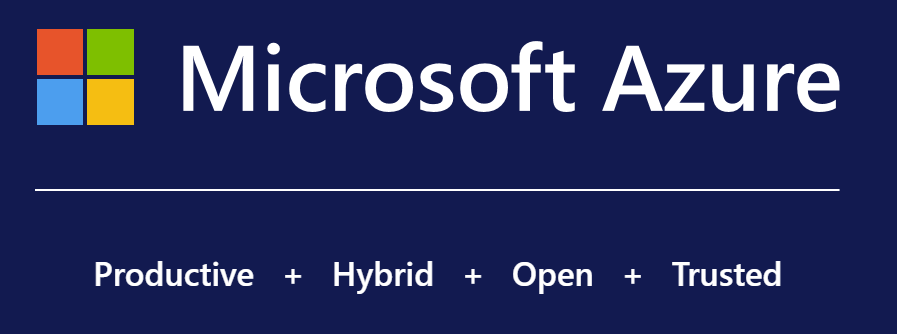 Microsoft Azure
Productive + Hybrid + Open + Trusted